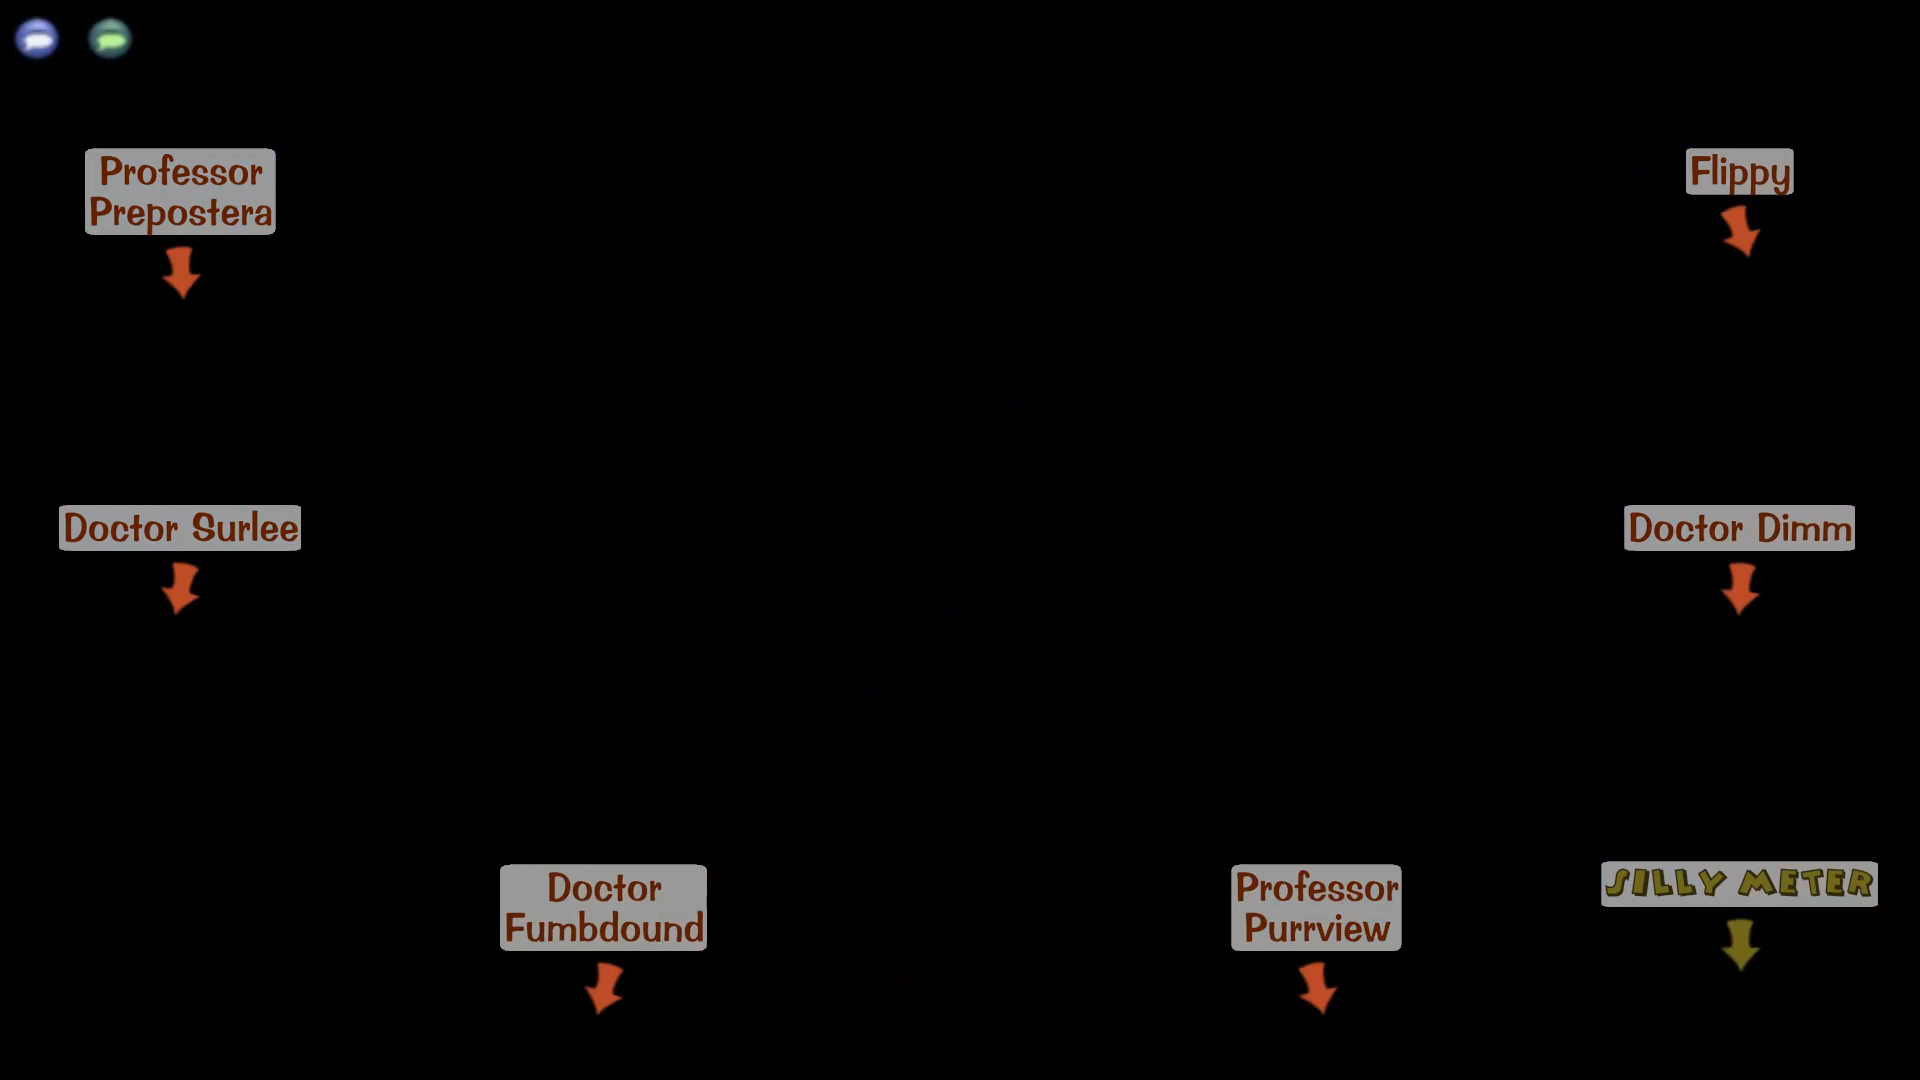 Professor
Prepostera
Flippy
Doctor Surlee
Doctor Dimm
Doctor
Fumbdound
Professor
Purrview
SILLY METER